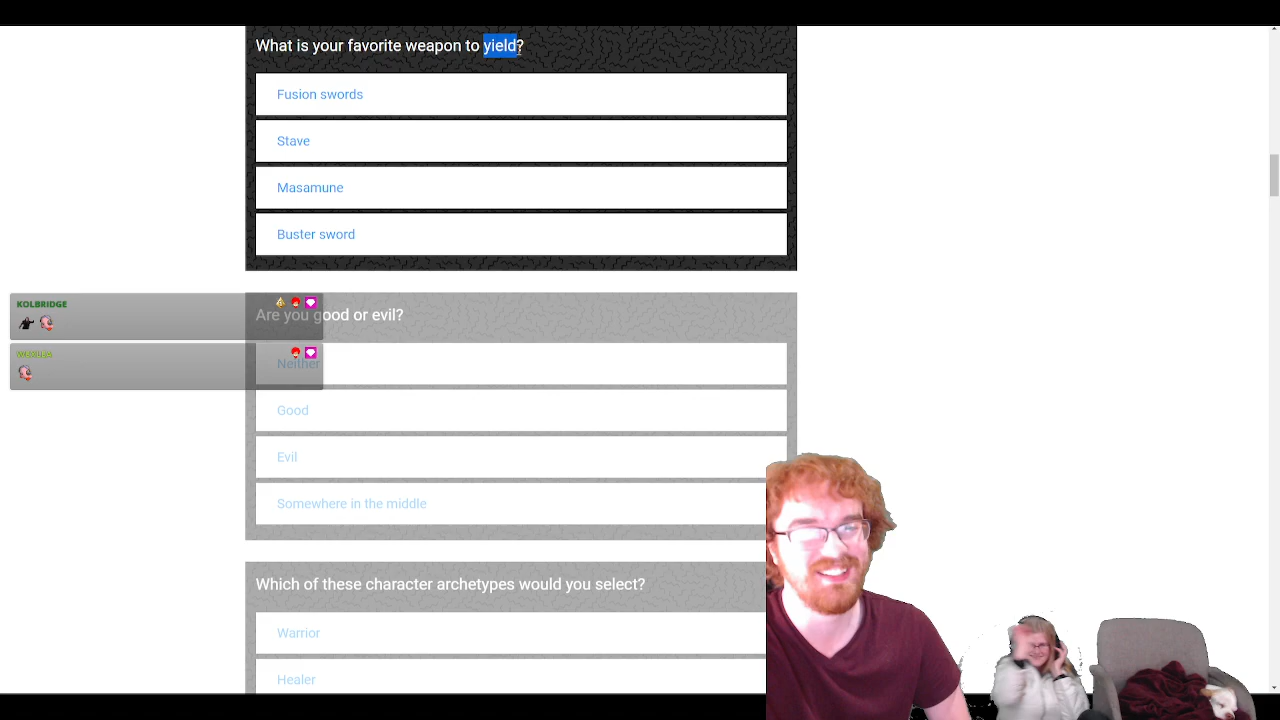 What is your favorite weapon to yield?
Fusion swords
Stave
Masamune
Buster sword
KOLBRIDGE
Are you good or evil?
Neither
Good
Evil
Somewhere in the middle
Which of these character archetypes would you select?
Warrior
Healer